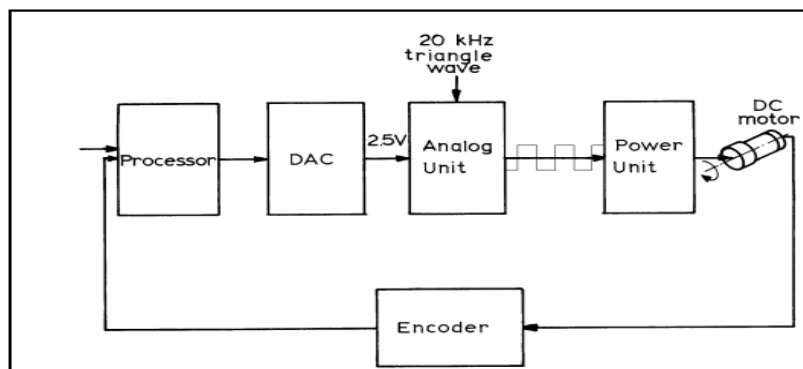 20 kHz
triangle
wave
DC
motor
Processor
DAC
2.5V
Analog
Unit
Power
Unit
Encoder